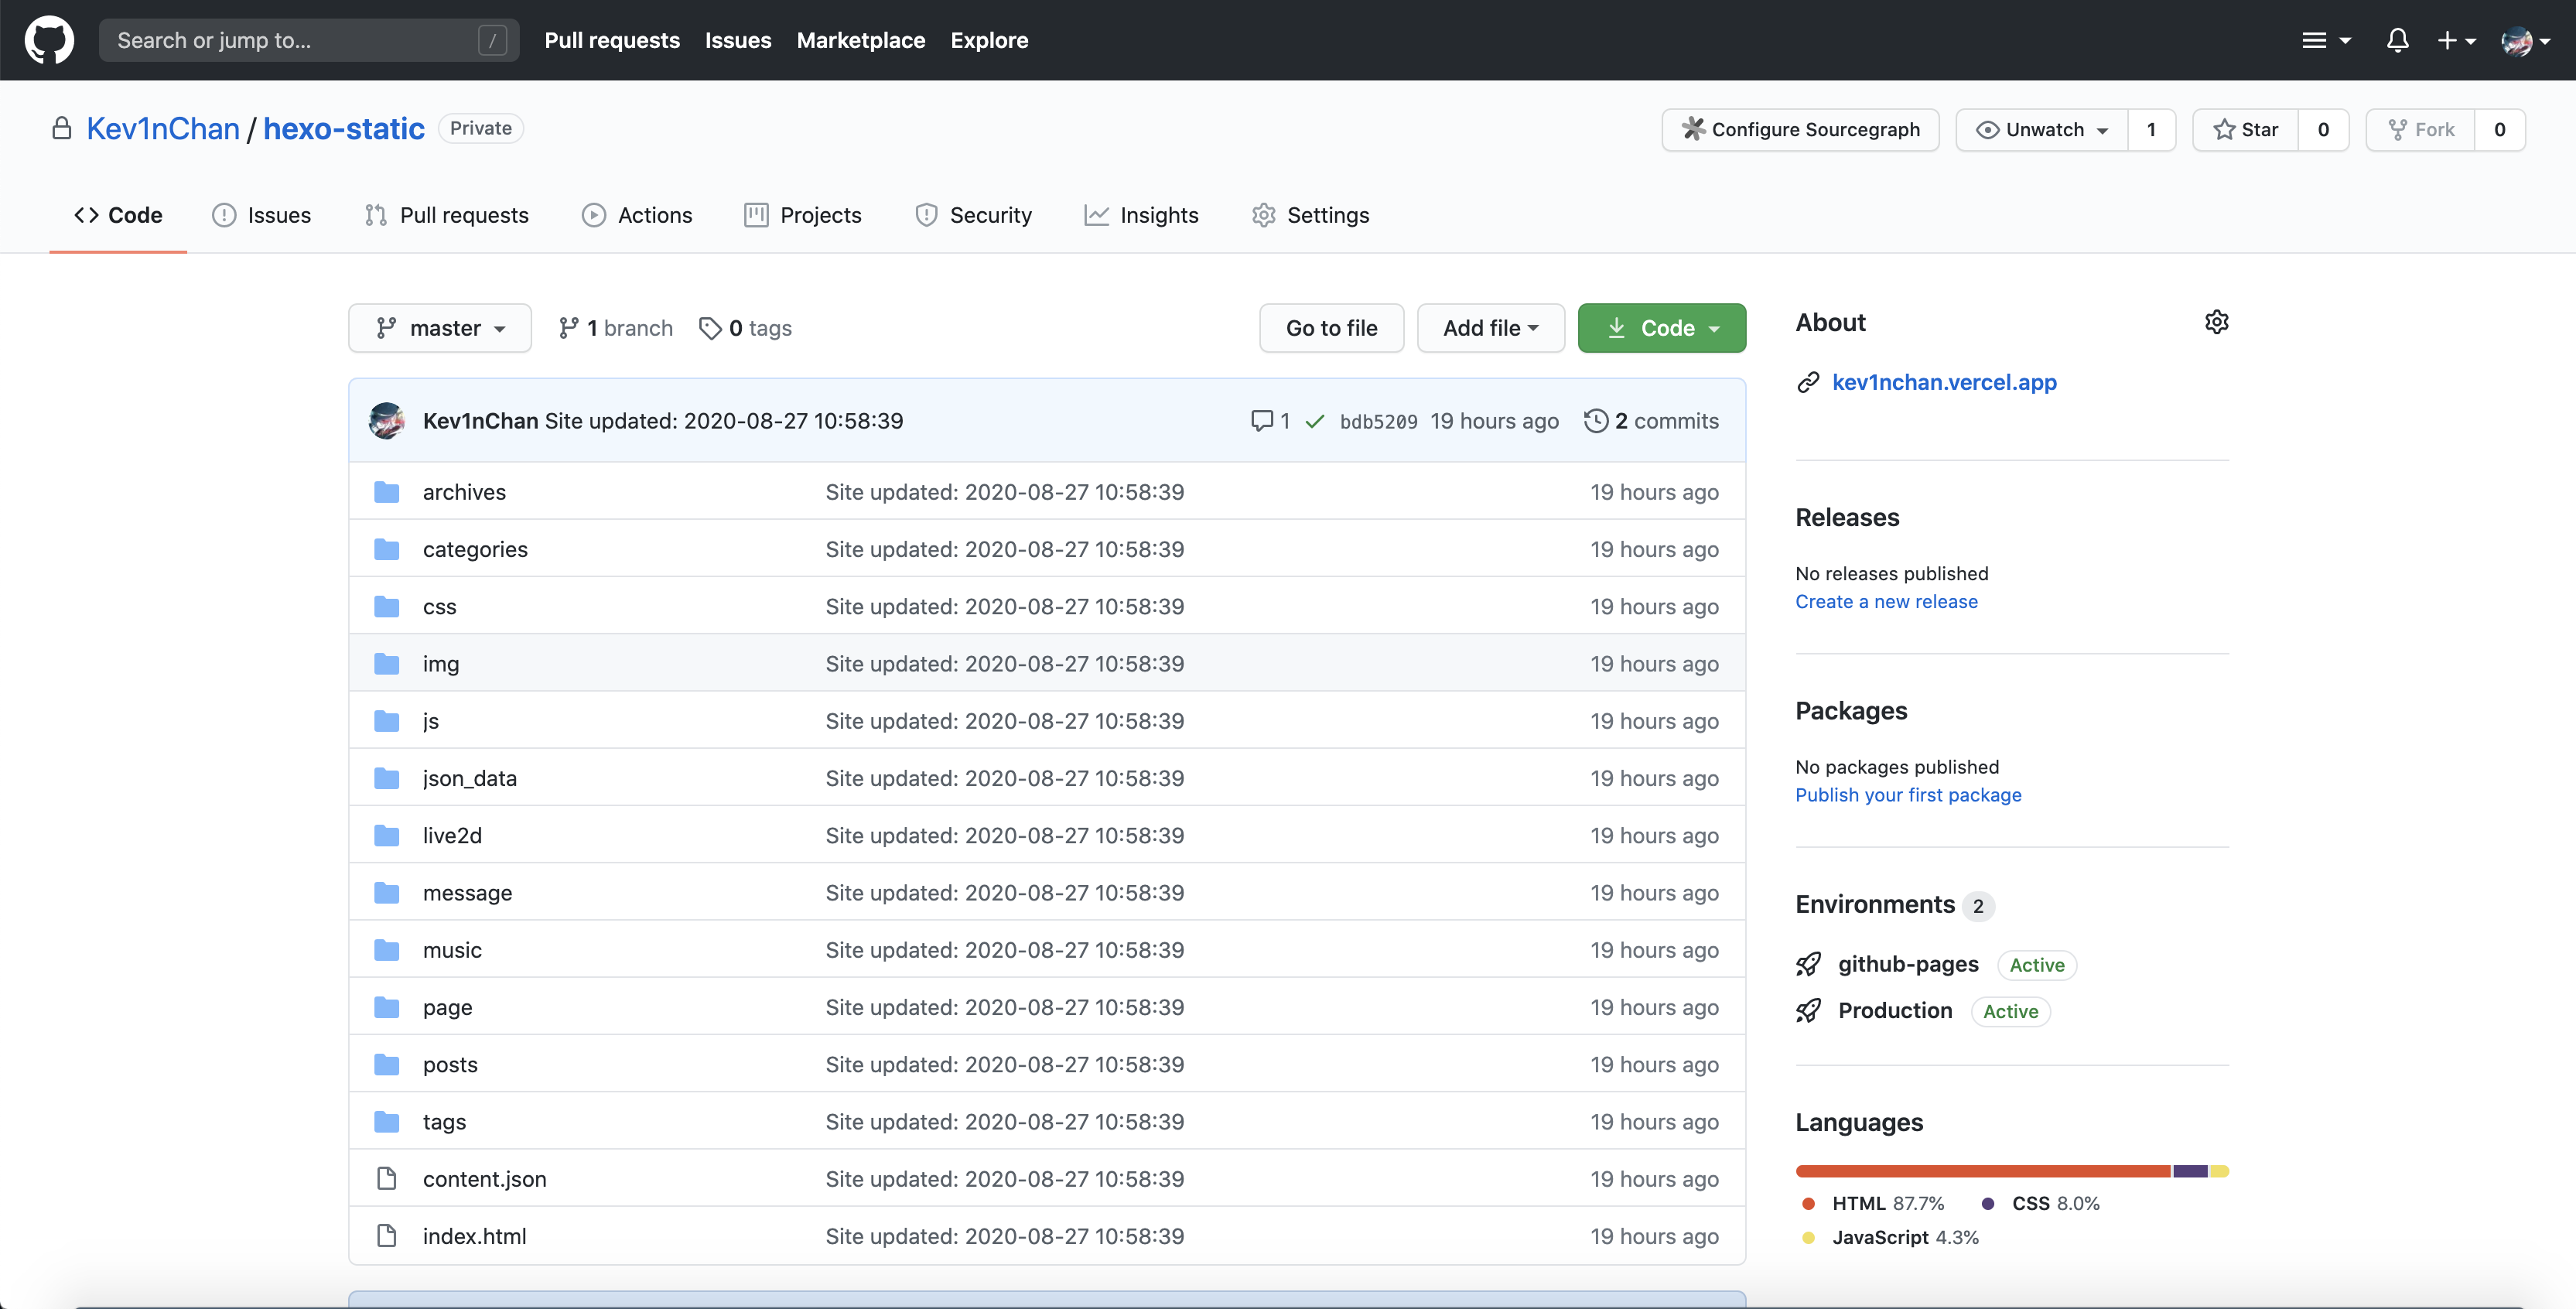 Search or jump to... / Pull requests Issues Marketplace Explore
Kev1nChan / hexo-static Private Configure Sourcegraph Unwatch 1 Star 0 Fork 0
Code Issues Pull requests Actions Projects Security Insights Settings
master 1 branch 0 tags Go to file Add file Code
Kev1nChan Site updated: 2020-08-27 10:58:39 1 bdb5209 19 hours ago 2 commits
archives Site updated: 2020-08-27 10:58:39 19 hours ago
categories Site updated: 2020-08-27 10:58:39 19 hours ago
css Site updated: 2020-08-27 10:58:39 19 hours ago
img Site updated: 2020-08-27 10:58:39 19 hours ago
js Site updated: 2020-08-27 10:58:39 19 hours ago
json_data Site updated: 2020-08-27 10:58:39 19 hours ago
live2d Site updated: 2020-08-27 10:58:39 19 hours ago
message Site updated: 2020-08-27 10:58:39 19 hours ago
music Site updated: 2020-08-27 10:58:39 19 hours ago
page Site updated: 2020-08-27 10:58:39 19 hours ago
posts Site updated: 2020-08-27 10:58:39 19 hours ago
tags Site updated: 2020-08-27 10:58:39 19 hours ago
content.json Site updated: 2020-08-27 10:58:39 19 hours ago
index.html Site updated: 2020-08-27 10:58:39 19 hours ago
About
kev1nchan.vercel.app
Releases
No releases published
Create a new release
Packages
No packages published
Publish your first package
Environments 2
github-pages Active
Production Active
Languages
HTML 87.7% CSS 8.0%
JavaScript 4.3%